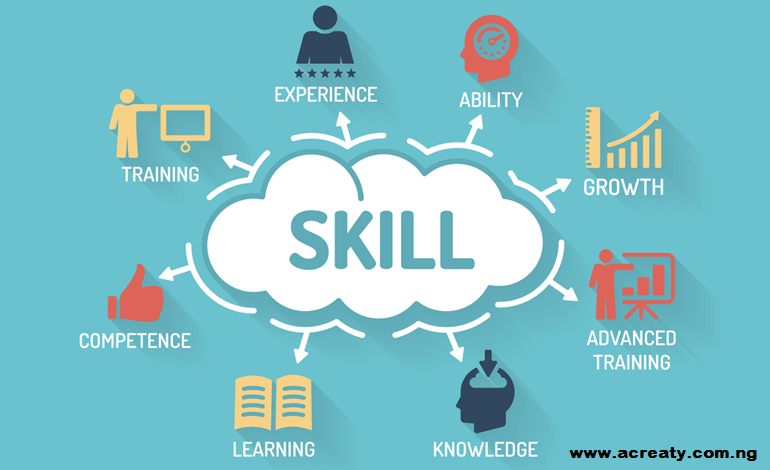 EXPERIENCE
ABILITY
TRAINING
GROWTH
SKILL
COMPETENCE
ADVANCED
TRAINING
LEARNING
KNOWLEDGE
www.acreaty.com.ng